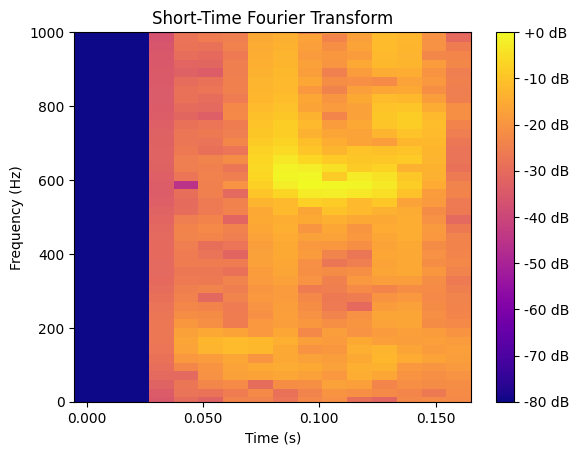 Short-Time Fourier Transform
1000
800
600
400
200
0
Frequency (Hz)
0.000
0.050
0.100
0.150
Time (s)
+0 dB
-10 dB
-20 dB
-30 dB
-40 dB
-50 dB
-60 dB
-70 dB
-80 dB